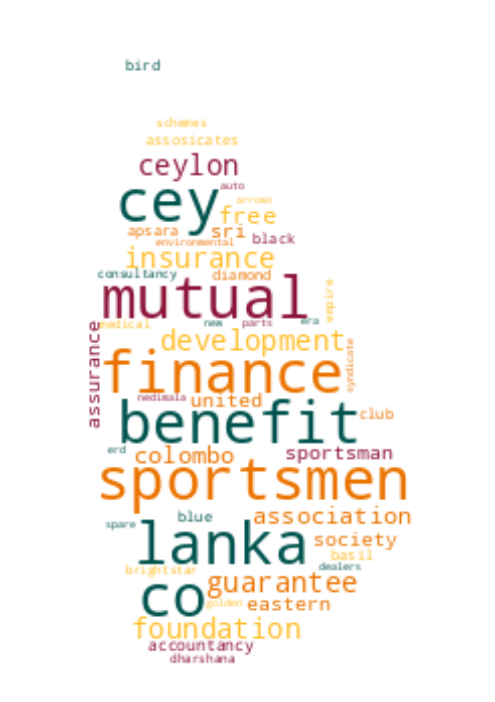 bird
schemes
assosicates
ceylon
auto
cey
arrows
free
apsara
sri
black
environmental
insurance
consultancy
diamond
mutual
empire
medical
new
parts
era
assurance
development
syndicate
finance
nedimala
united
benefit
club
erd
colombo
sportsman
sportsmen
blue
association
spare
lanka
society
basil
brightstar
dealers
guarantee
co
golden
eastern
foundation
accountancy
dharshana